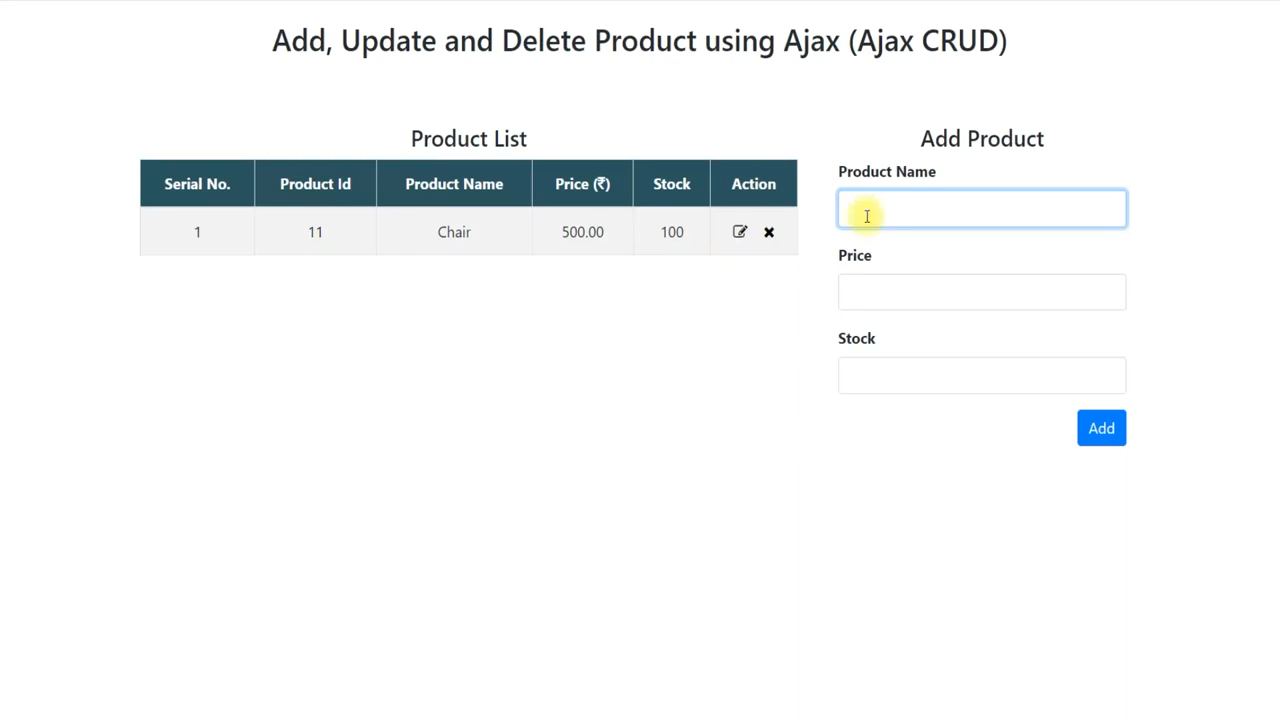 Add, Update and Delete Product using Ajax (Ajax CRUD)
Product List
Serial No. Product Id Product Name Price (₹) Stock Action
1 11 Chair 500.00 100
Add Product
Product Name
Price
Stock
Add